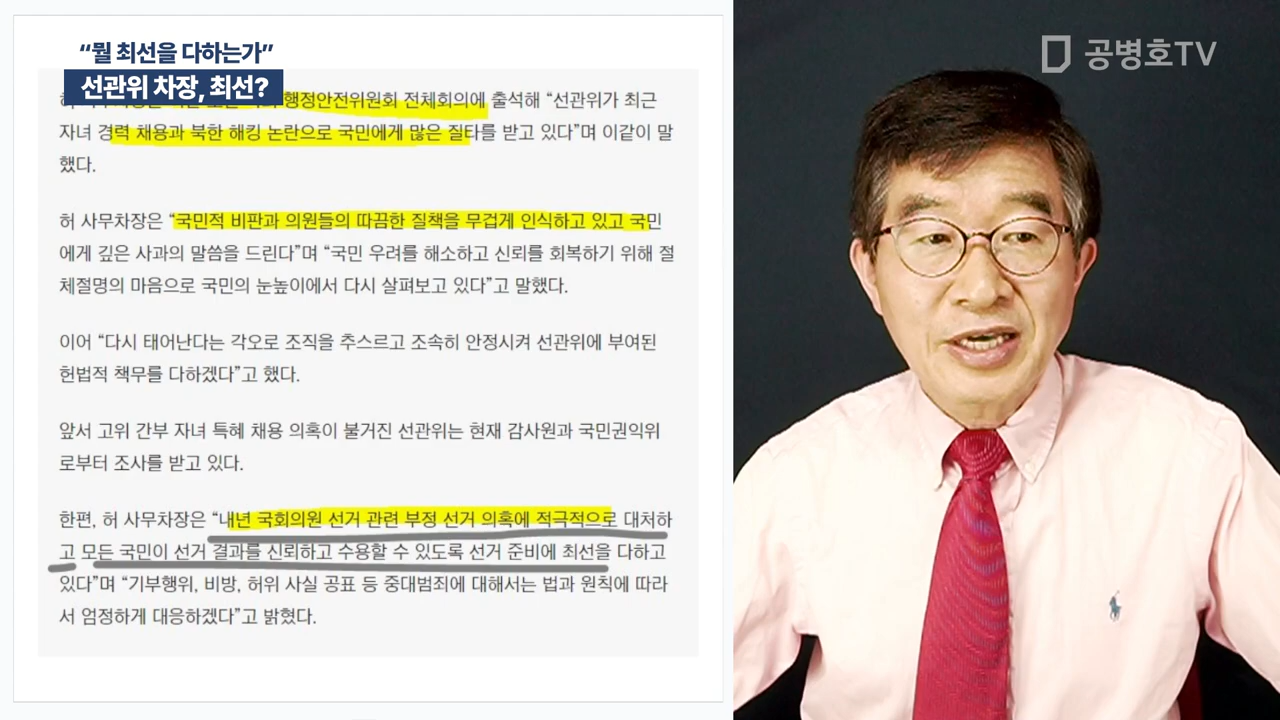 “뭘 최선을 다하는가”
선관위 차장, 최선?
공병호TV
행정안전위원회 전체회의에 출석해 “선관위가 최근
자녀 경력 채용과 북한 해킹 논란으로 국민에게 많은 질타를 받고 있다”며 이같이 말
했다.
허 사무차장은 “국민적 비판과 의원들의 따끔한 질책을 무겁게 인식하고 있고 국민
에게 깊은 사과의 말씀을 드린다”며 “국민 우려를 해소하고 신뢰를 회복하기 위해 절
체절명의 마음으로 국민의 눈높이에서 다시 살펴보고 있다”고 말했다.
이어 “다시 태어난다는 각오로 조직을 추스르고 조속히 안정시켜 선관위에 부여된
헌법적 책무를 다하겠다”고 했다.
앞서 고위 간부 자녀 특혜 채용 의혹이 불거진 선관위는 현재 감사원과 국민권익위
로부터 조사를 받고 있다.
한편, 허 사무차장은 “내년 국회의원 선거 관련 부정 선거 의혹에 적극적으로 대처하
고 모든 국민이 선거 결과를 신뢰하고 수용할 수 있도록 선거 준비에 최선을 다하고
있다”며 “기부행위, 비방, 허위 사실 공표 등 중대범죄에 대해서는 법과 원칙에 따라
서 엄정하게 대응하겠다”고 밝혔다.